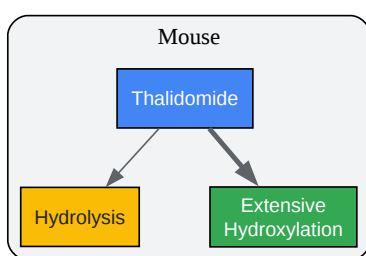 Mouse
Thalidomide
Hydrolysis
Extensive
Hydroxylation